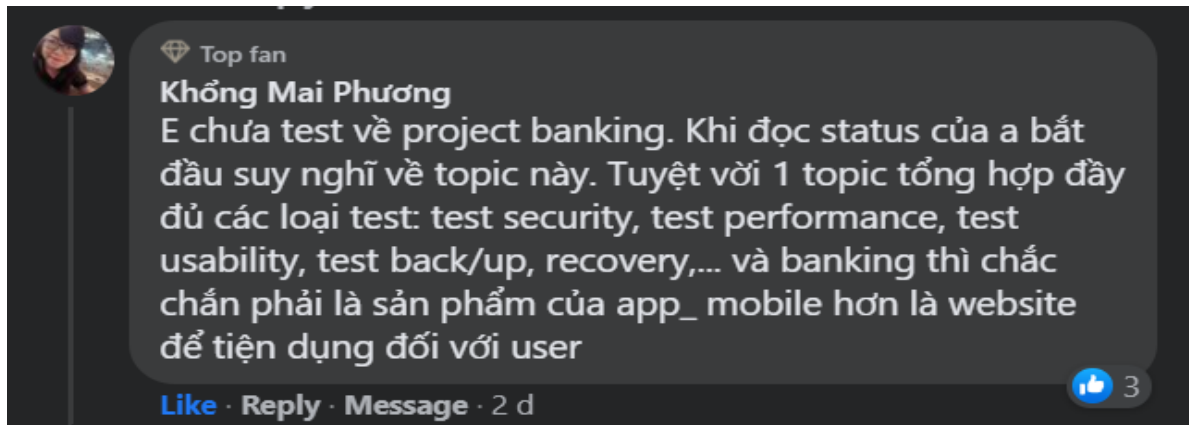 Top fan
Khổng Mai Phương
E chưa test về project banking. Khi đọc status của a bắt
đầu suy nghĩ về topic này. Tuyệt vời 1 topic tổng hợp đầy
đủ các loại test: test security, test performance, test
usability, test back/up, recovery,... và banking thì chắc
chắn phải là sản phẩm của app_ mobile hơn là website
để tiện dụng đối với user
3
Like · Reply · Message · 2 d